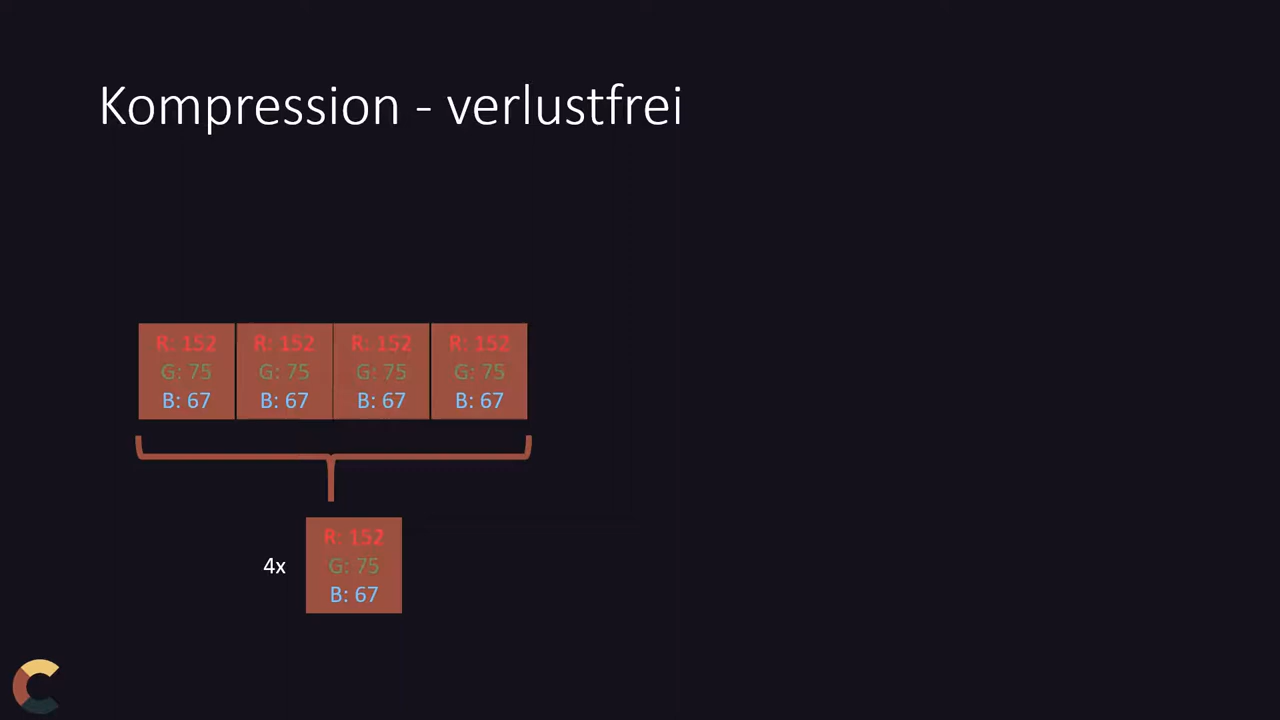 Kompression - verlustfrei
R: 152 R: 152 R: 152 R: 152
G: 75 G: 75 G: 75 G: 75
B: 67 B: 67 B: 67 B: 67
R: 152
4x G: 75
B: 67